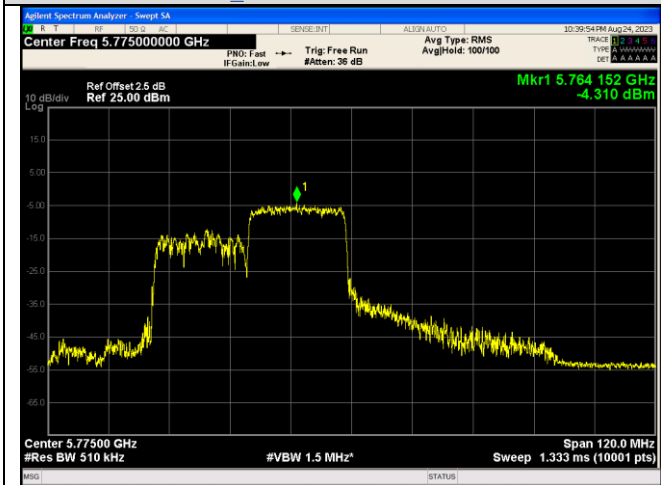 Agilent Spectrum Analyzer - Swept SA
R T RF 50 Ω AC SENSE:INT ALIGN AUTO 10:39:54 PM Aug 24, 2023
Center Freq 5.775000000 GHz Avg Type: RMS TRACE 1 2 3 4 5 6
PNO: Fast Trig: Free Run Avg|Hold: 100/100 TYPE A
IFGain:Low #Atten: 36 dB DET A A A A A A
Mkr1 5.764 152 GHz
Ref Offset 2.5 dB
10 dB/div Ref 25.00 dBm -4.310 dBm
Log
15.0
5.00
1
-5.00
-15.0
-25.0
-35.0
-45.0
-55.0
-65.0
Center 5.77500 GHz Span 120.0 MHz
#Res BW 510 kHz #VBW 1.5 MHz* Sweep 1.333 ms (10001 pts)
MSG STATUS